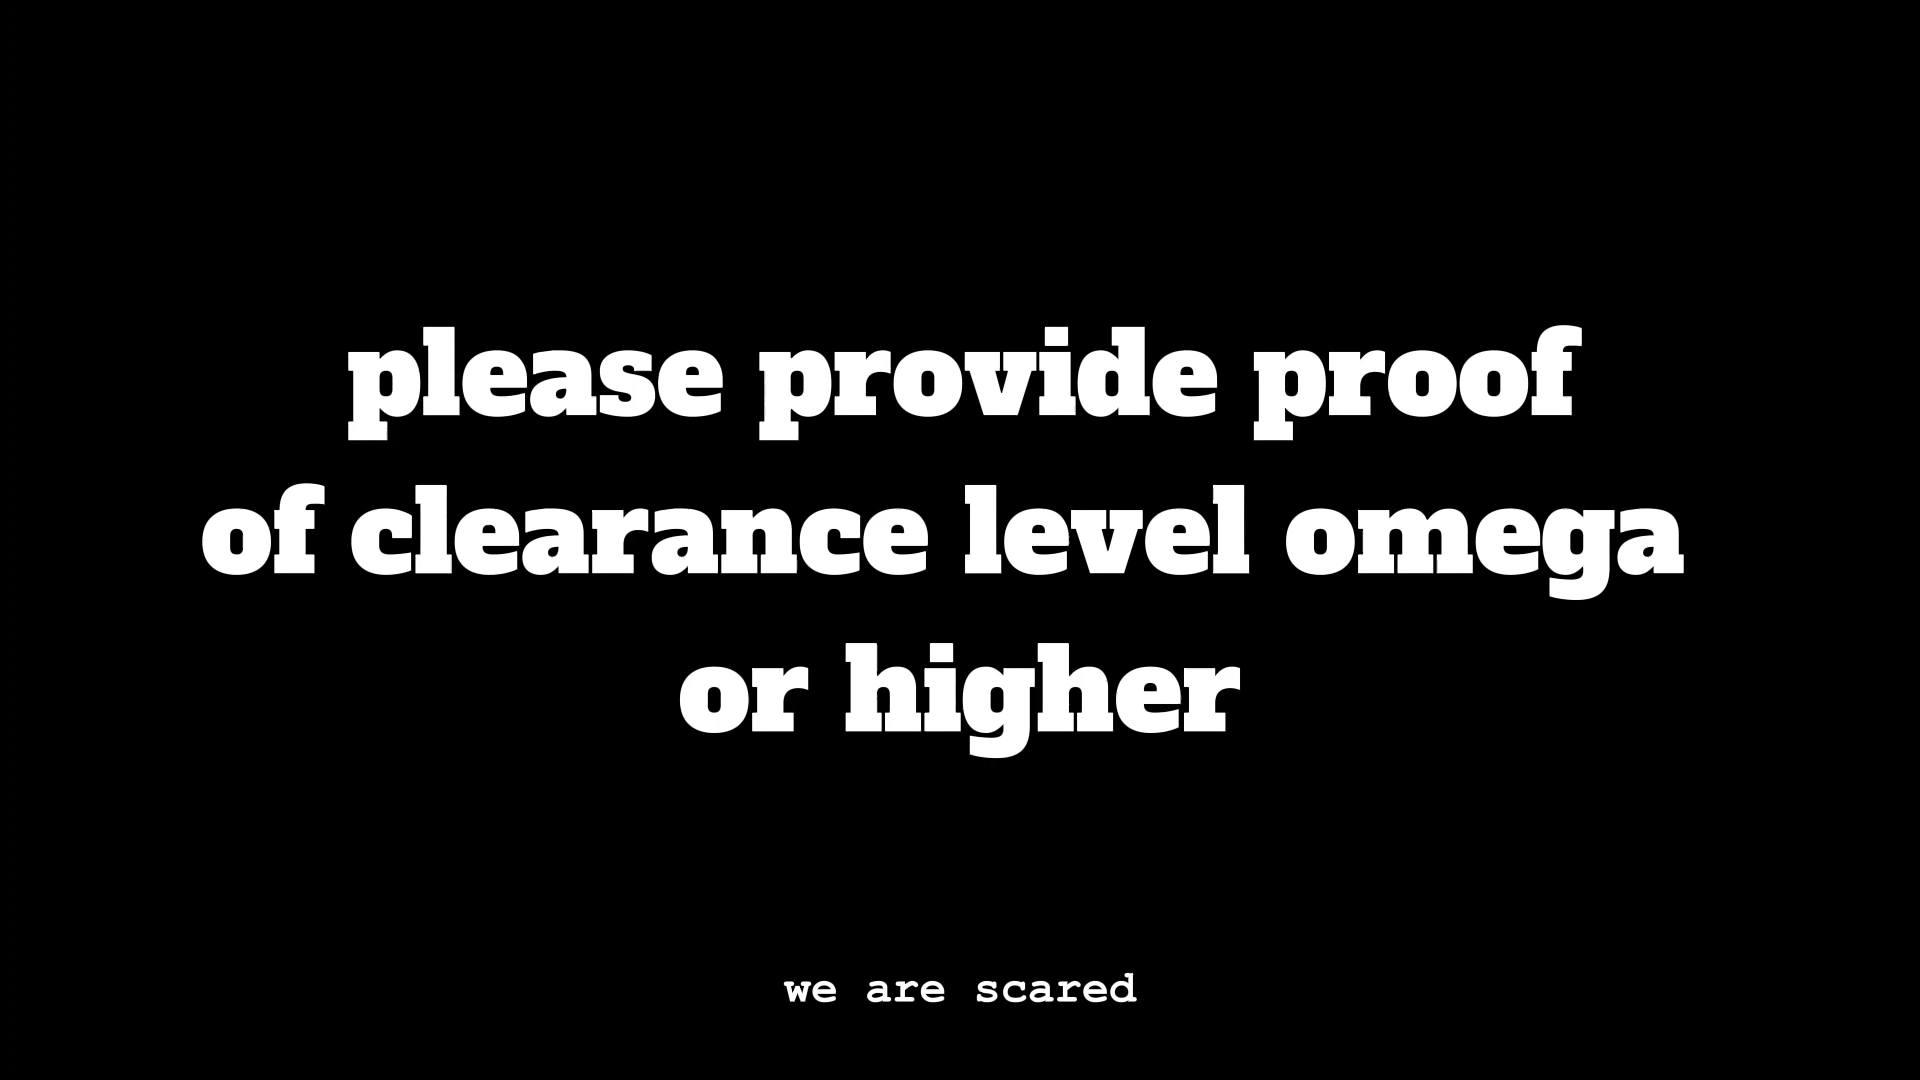 please provide proof
of clearance level omega
or higher
we are scared